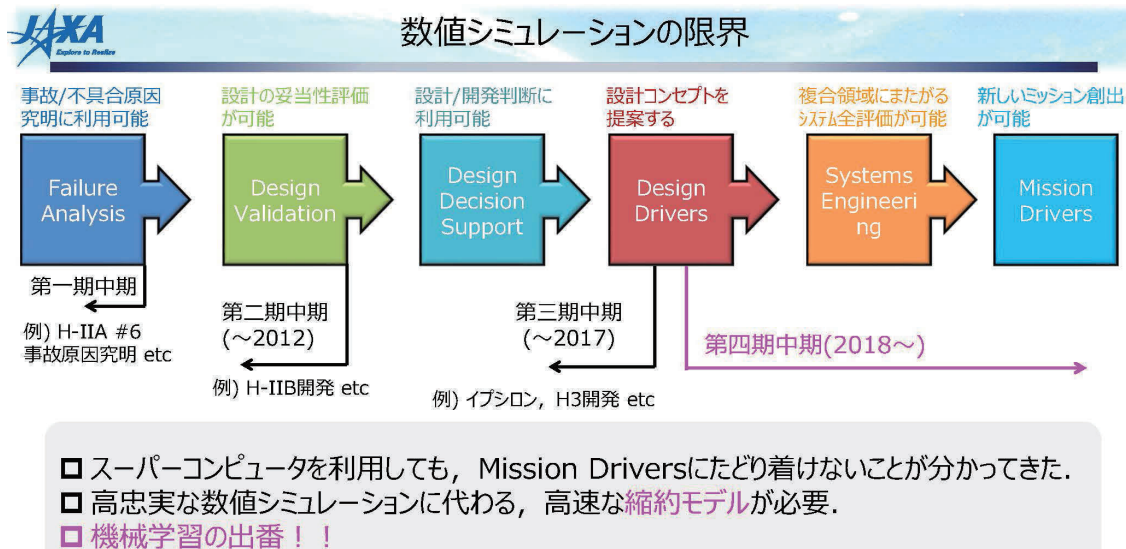 JAXA
Explore to Realize
数値シミュレーションの限界
事故/不具合原因
究明に利用可能
設計の妥当性評価
が可能
設計/開発判断に
利用可能
設計コンセプトを
提案する
複合領域にまたがる
システム全評価が可能
新しいミッション創出
が可能
Failure
Analysis
Design
Validation
Design
Decision
Support
Design
Drivers
Systems
Engineeri
ng
Mission
Drivers
第一期中期
例) H-IIA #6
事故原因究明 etc
第二期中期
(～2012)
例) H-IIB開発 etc
第三期中期
(～2017)
例) イプシロン，H3開発 etc
第四期中期(2018～)
スーパーコンピュータを利用しても，Mission Driversにたどり着けないことが分かってきた．
高忠実な数値シミュレーションに代わる，高速な縮約モデルが必要．
機械学習の出番！！